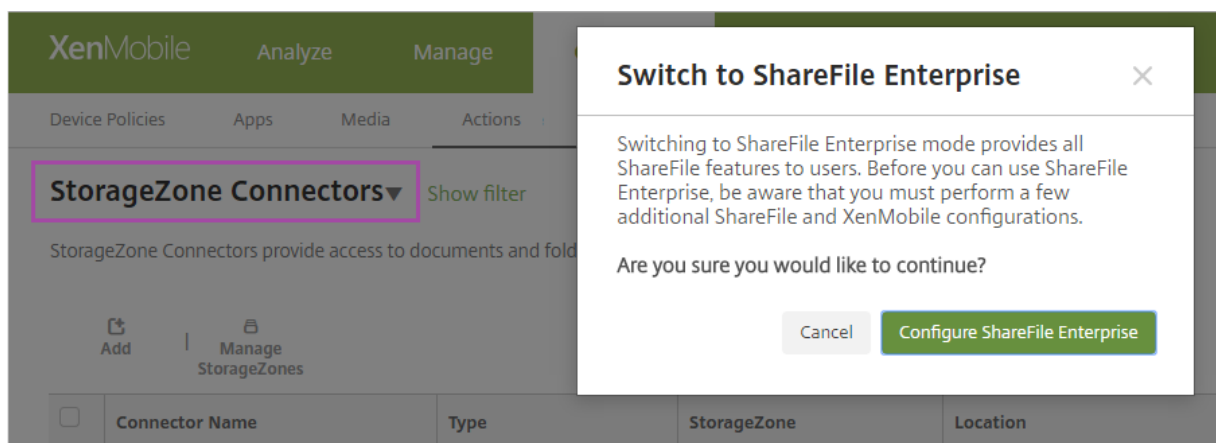 XenMobile Analyze Manage
Device Policies Apps Media Actions
StorageZone Connectors▼ Show filter
StorageZone Connectors provide access to documents and fold
Add | Manage StorageZones
Connector Name Type StorageZone Location
Switch to ShareFile Enterprise ×
Switching to ShareFile Enterprise mode provides all
ShareFile features to users. Before you can use ShareFile
Enterprise, be aware that you must perform a few
additional ShareFile and XenMobile configurations.
Are you sure you would like to continue?
Cancel Configure ShareFile Enterprise